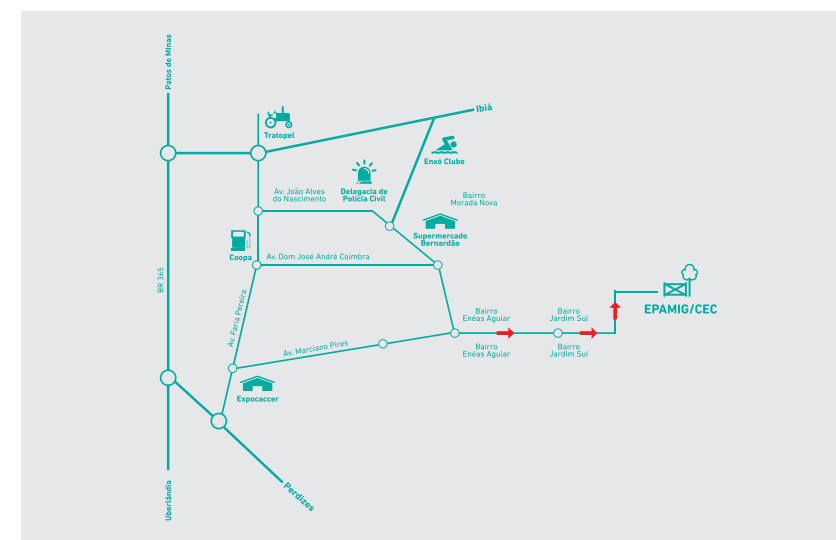 Patos de Minas
Ibiá
Tratopel
Enxó Clube
Av. João Alves
do Nascimento
Delegacia de
Polícia Civil
Bairro
Morada Nova
Supermercado
Bernardão
Coopa
Av. Dom José André Coimbra
BR 365
Av. Faria Pereira
Bairro
Enéas Aguiar
Bairro
Jardim Sul
EPAMIG/CEC
Av. Marciano Pires
Bairro
Enéas Aguiar
Bairro
Jardim Sul
Expocaccer
Uberlândia
Perdizes